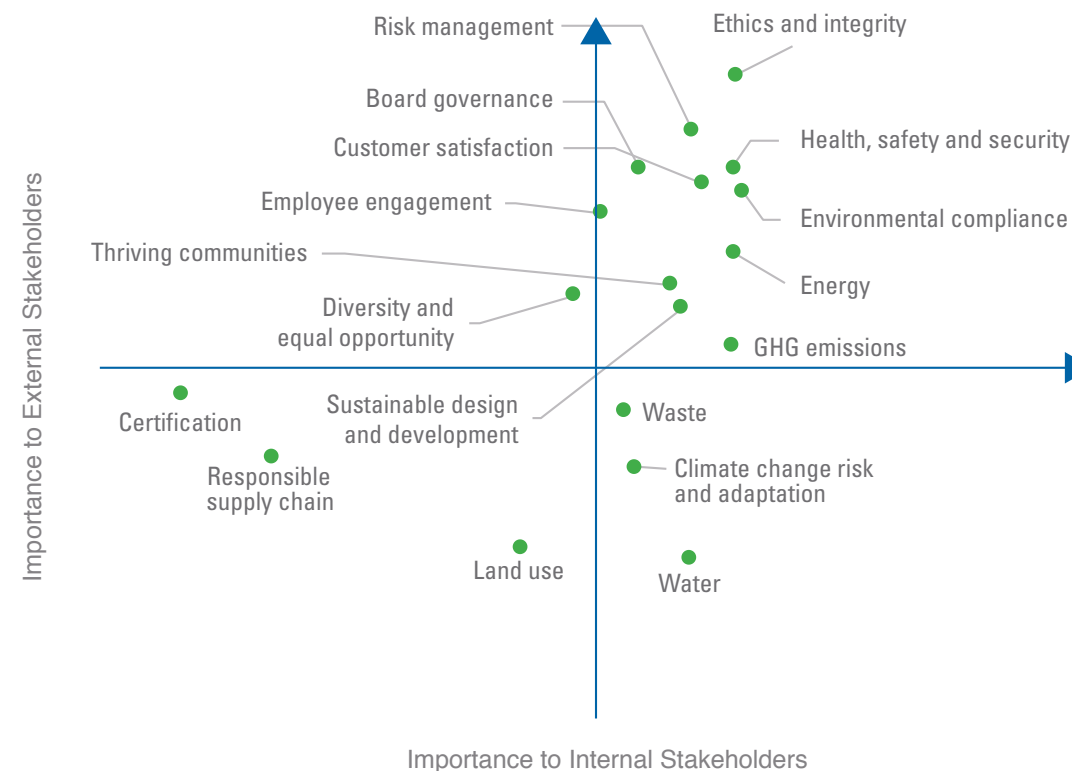 Risk management
Ethics and integrity
Board governance
Customer satisfaction
Health, safety and security
Employee engagement
Environmental compliance
Thriving communities
Energy
Diversity and
equal opportunity
GHG emissions
Certification
Sustainable design
and development
Waste
Responsible
supply chain
Climate change risk
and adaptation
Land use
Water
Importance to External Stakeholders
Importance to Internal Stakeholders